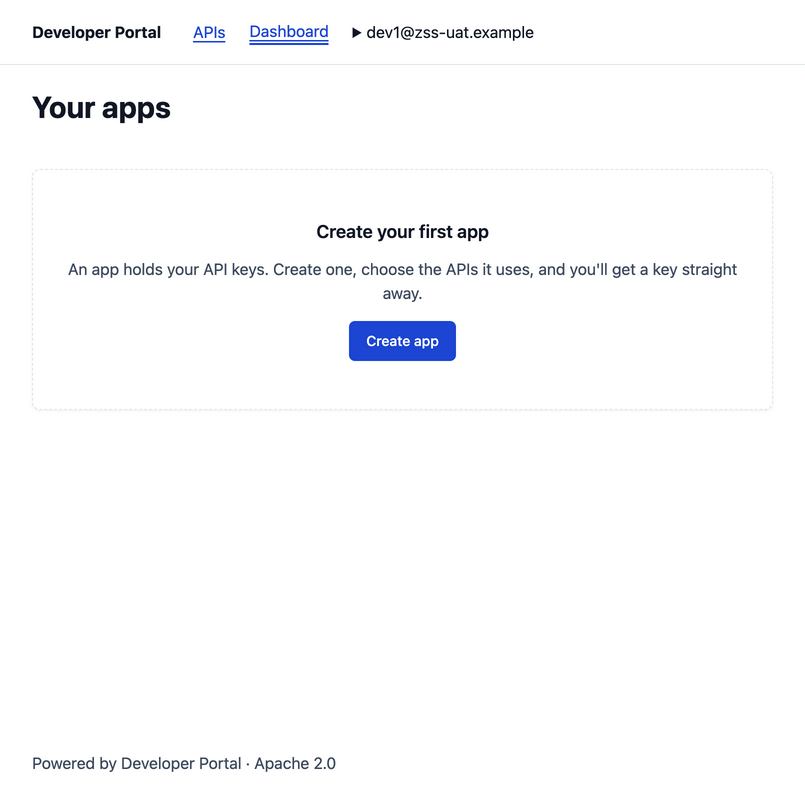 Developer Portal APIs Dashboard ▶ dev1@zss-uat.example
Your apps
Create your first app
An app holds your API keys. Create one, choose the APIs it uses, and you'll get a key straight
away.
Create app
Powered by Developer Portal · Apache 2.0